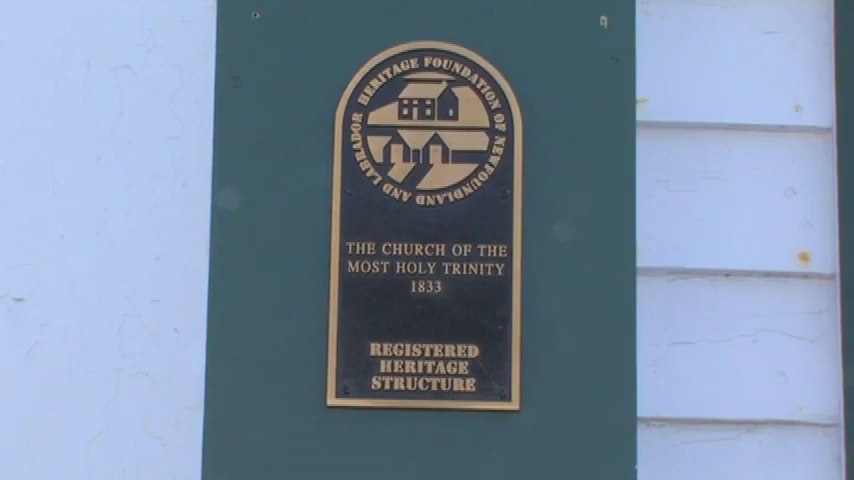 HERITAGE FOUNDATION OF NEWFOUNDLAND AND LABRADOR
THE CHURCH OF THE
MOST HOLY TRINITY
1833
REGISTERED
HERITAGE
STRUCTURE